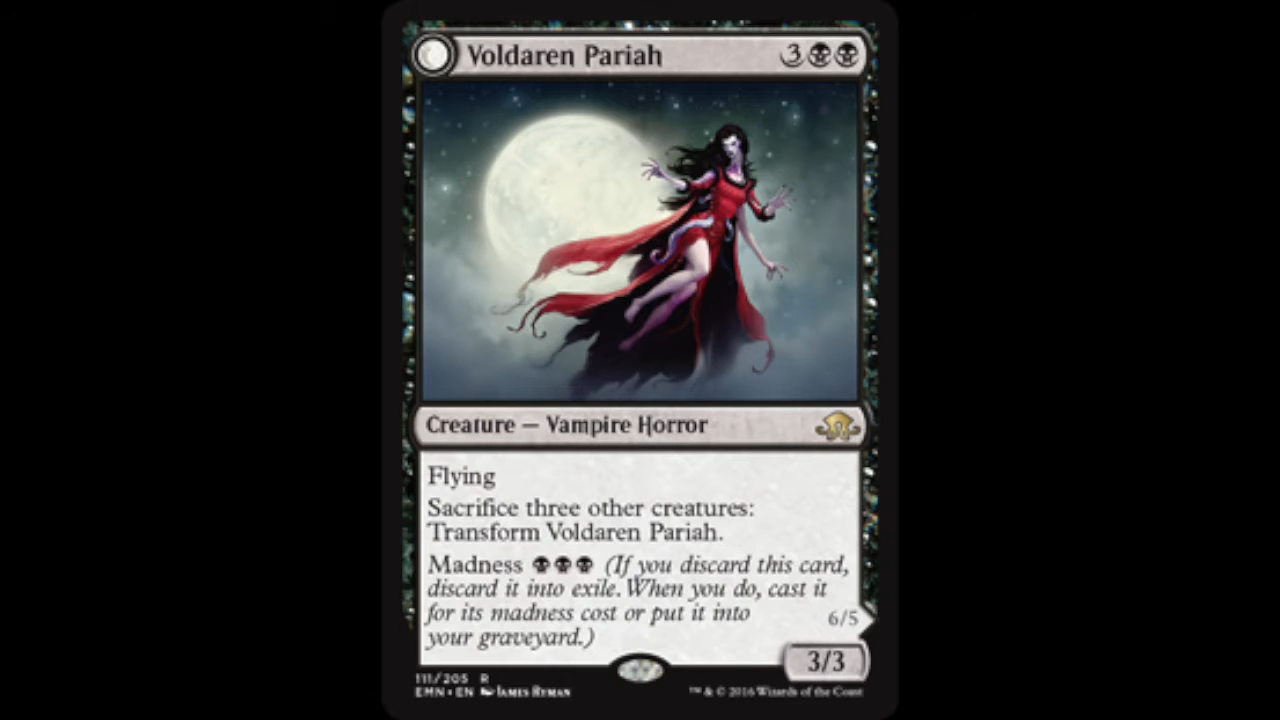 Voldaren Pariah 3
Creature — Vampire Horror
Flying
Sacrifice three other creatures:
Transform Voldaren Pariah.
Madness (If you discard this card,
discard it into exile. When you do, cast it
for its madness cost or put it into
your graveyard.)
6/5
3/3
111/205 R
EMN • EN James Ryman
™ & © 2016 Wizards of the Coast